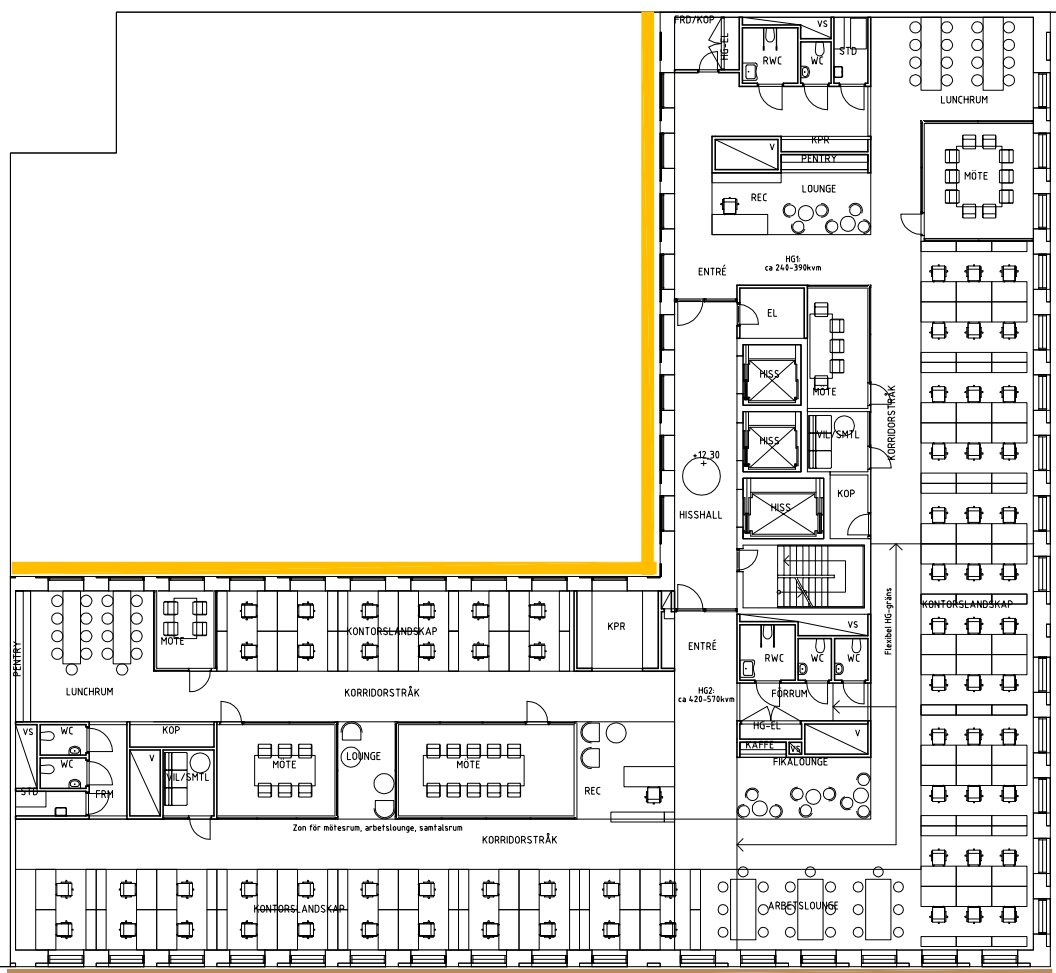 FRD/KOP
HG-EL
VS
RWC
WC
STD
LUNCHRUM
KPR
V
PENTRY
MÖTE
REC
LOUNGE
HG1:
ca 240-390kvm
ENTRÉ
EL
HISS
MÖTE
KORRIDORSTRÅK
HISS
VIL/SMTL
+12,30
KOP
HISS
HISSHALL
Flexibel HG-gräns
KONTORSLANDSKAP
VS
RWC
WC
WC
ENTRÉ
FÖRRUM
HG2:
ca 420-570kvm
HG-EL
V
KAFFE
VS
FIKALOUNGE
PENTRY
MÖTE
KONTORSLANDSKAP
KPR
LUNCHRUM
KORRIDORSTRÅK
VS
WC
KOP
WC
V
VIL/SMTL
MÖTE
LOUNGE
MÖTE
STD
FRM
REC
Zon för mötesrum, arbetslounge, samtalsrum
KORRIDORSTRÅK
KONTORSLANDSKAP
ARBETSLOUNGE